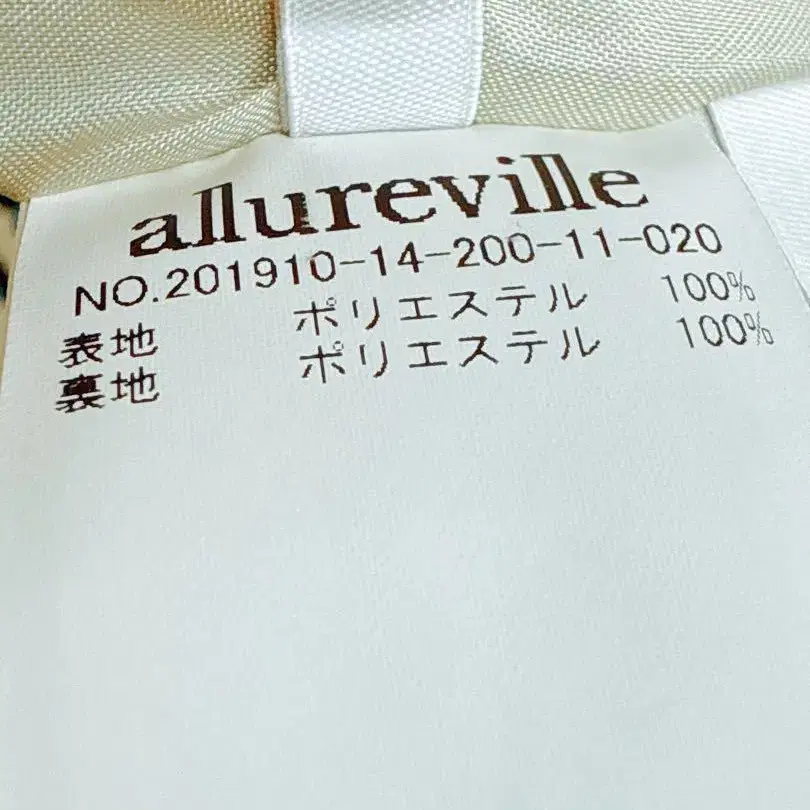 allureville
NO.201910-14-200-11-020
表地 ポリエステル 100%
裏地 ポリエステル 100%